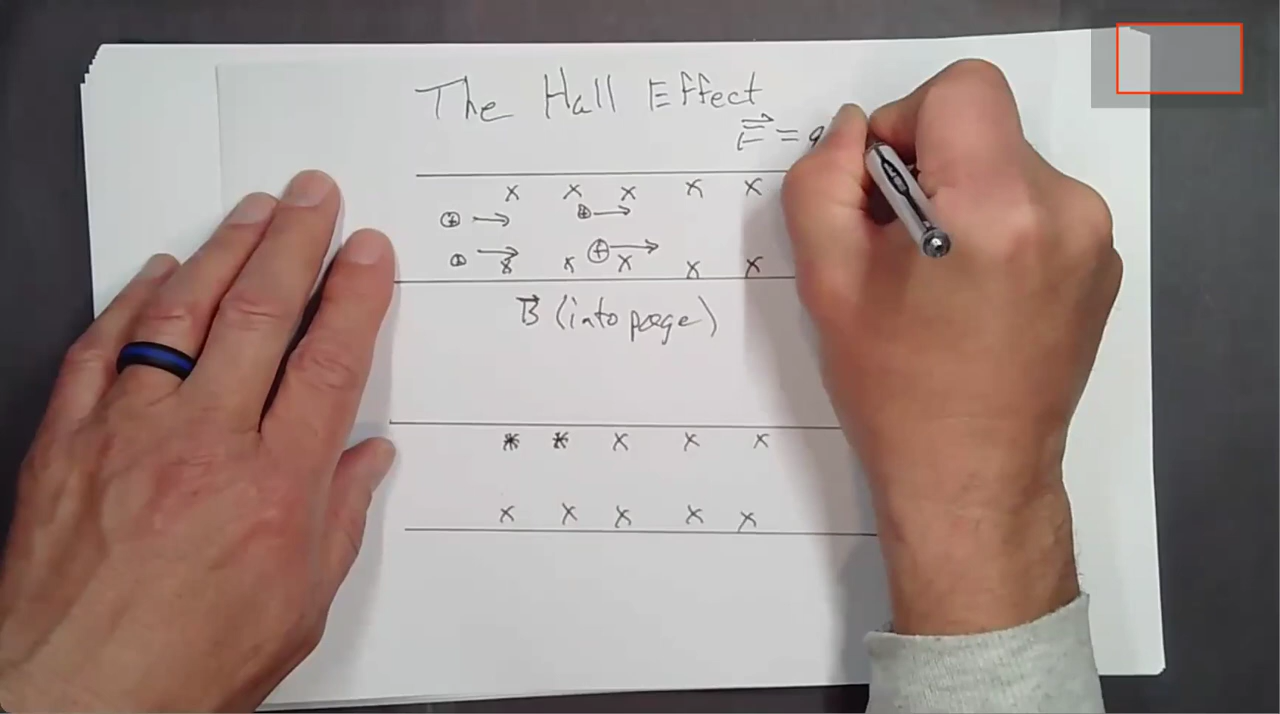 The Hall Effect
F⃗ = q
x x x x x
⊕ → ⊕ →
⊕ → ⊕ →
x x x x x
B⃗ (into page)
x x x x x
x x x x x